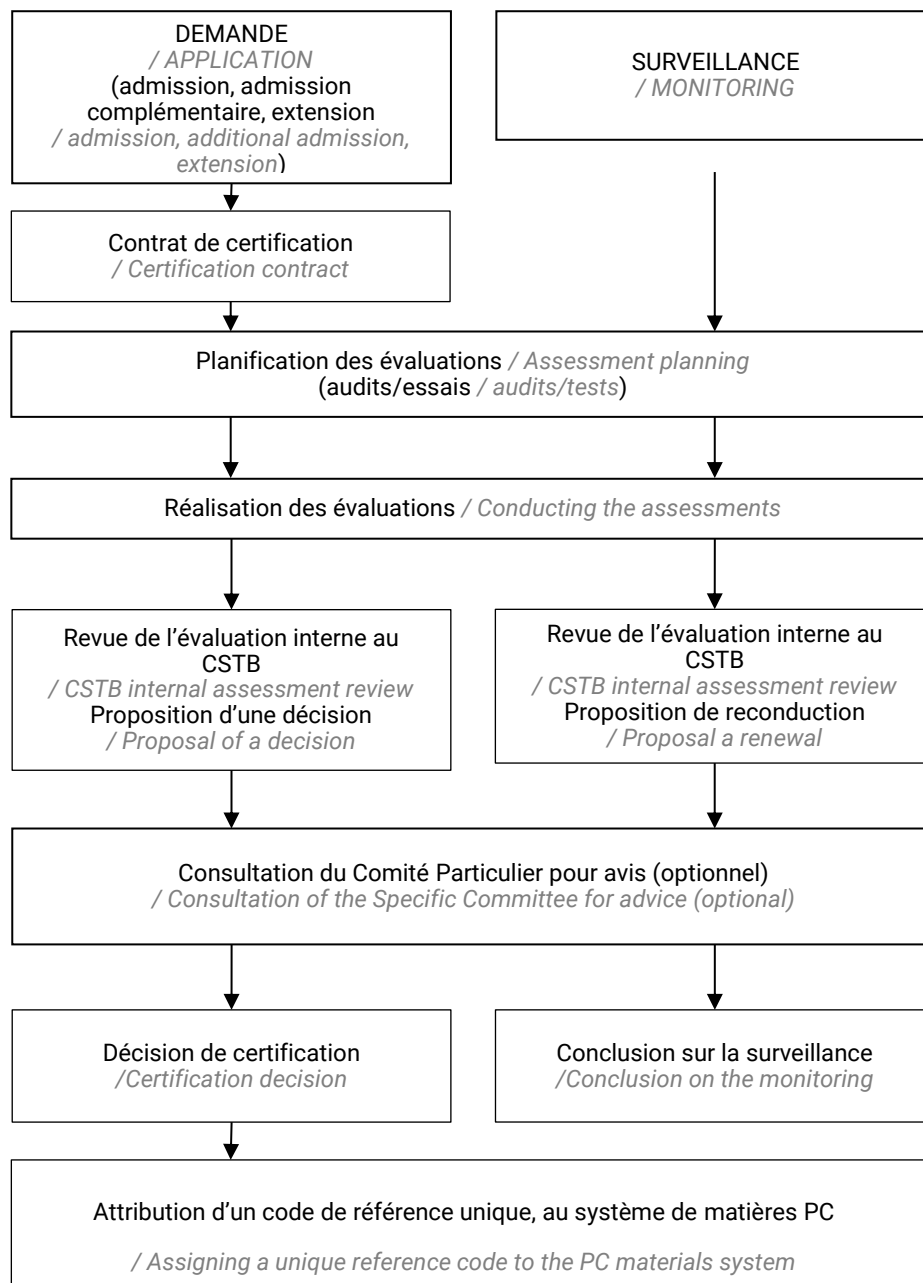 DEMANDE
/ APPLICATION
(admission, admission
complémentaire, extension
/ admission, additional admission,
extension)
SURVEILLANCE
/ MONITORING
Contrat de certification
/ Certification contract
Planification des évaluations / Assessment planning
(audits/essais / audits/tests)
Réalisation des évaluations / Conducting the assessments
Revue de l’évaluation interne au
CSTB
/ CSTB internal assessment review
Proposition d’une décision
/ Proposal of a decision
Revue de l’évaluation interne au
CSTB
/ CSTB internal assessment review
Proposition de reconduction
/ Proposal a renewal
Consultation du Comité Particulier pour avis (optionnel)
/ Consultation of the Specific Committee for advice (optional)
Décision de certification
/Certification decision
Conclusion sur la surveillance
/Conclusion on the monitoring
Attribution d’un code de référence unique, au système de matières PC
/ Assigning a unique reference code to the PC materials system